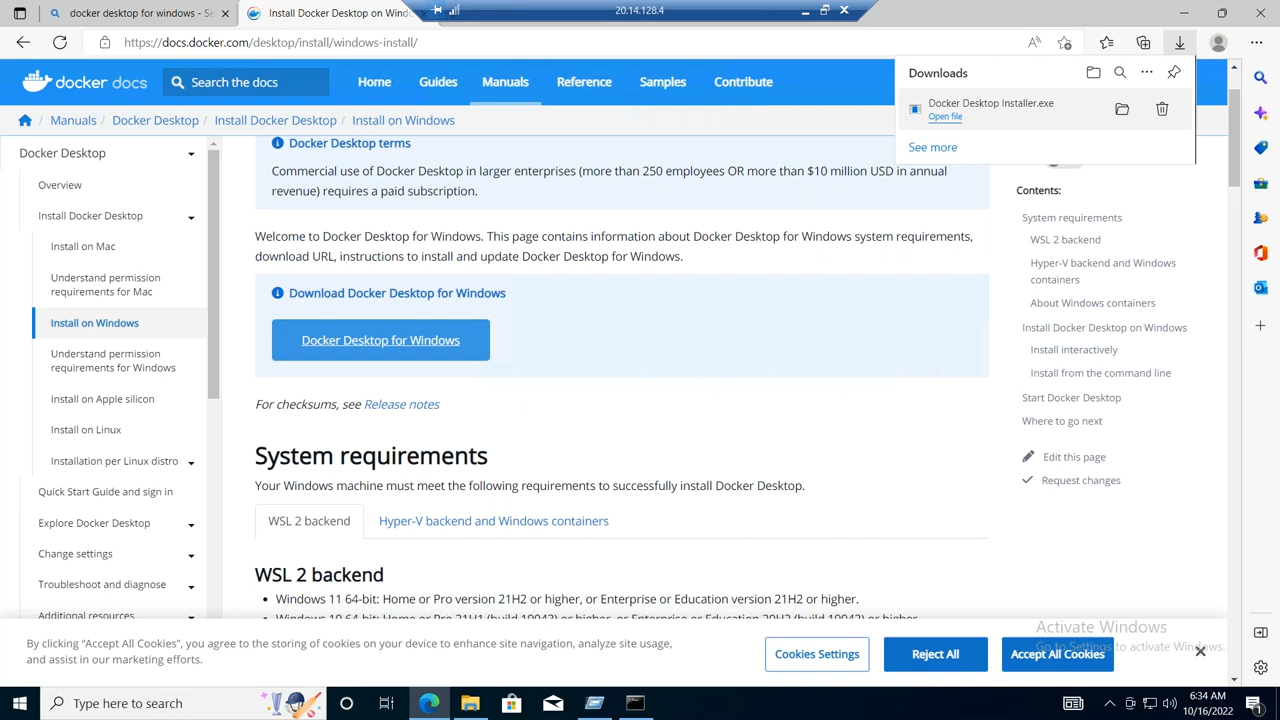 docker desktop for windows - Se
Install Docker Desktop on Windo
20.14.128.4
https://docs.docker.com/desktop/install/windows-install/
docker docs
Search the docs
Home
Guides
Manuals
Reference
Samples
Contribute
Downloads
Docker Desktop Installer.exe
Open file
See more
/ Manuals / Docker Desktop / Install Docker Desktop / Install on Windows
Docker Desktop
Overview
Install Docker Desktop
Install on Mac
Understand permission
requirements for Mac
Install on Windows
Understand permission
requirements for Windows
Install on Apple silicon
Install on Linux
Installation per Linux distro
Quick Start Guide and sign in
Explore Docker Desktop
Change settings
Troubleshoot and diagnose
Additional resources
Docker Desktop terms
Commercial use of Docker Desktop in larger enterprises (more than 250 employees OR more than $10 million USD in annual
revenue) requires a paid subscription.
Welcome to Docker Desktop for Windows. This page contains information about Docker Desktop for Windows system requirements,
download URL, instructions to install and update Docker Desktop for Windows.
Download Docker Desktop for Windows
Docker Desktop for Windows
For checksums, see Release notes
System requirements
Your Windows machine must meet the following requirements to successfully install Docker Desktop.
WSL 2 backend
Hyper-V backend and Windows containers
WSL 2 backend
• Windows 11 64-bit: Home or Pro version 21H2 or higher, or Enterprise or Education version 21H2 or higher.
Contents:
System requirements
WSL 2 backend
Hyper-V backend and Windows
containers
About Windows containers
Install Docker Desktop on Windows
Install interactively
Install from the command line
Start Docker Desktop
Where to go next
Edit this page
Request changes
By clicking “Accept All Cookies”, you agree to the storing of cookies on your device to enhance site navigation, analyze site usage,
and assist in our marketing efforts.
Cookies Settings
Reject All
Accept All Cookies
Activate Windows
Go to Settings to activate Windows.
Type here to search
6:34 AM
10/16/2022
1